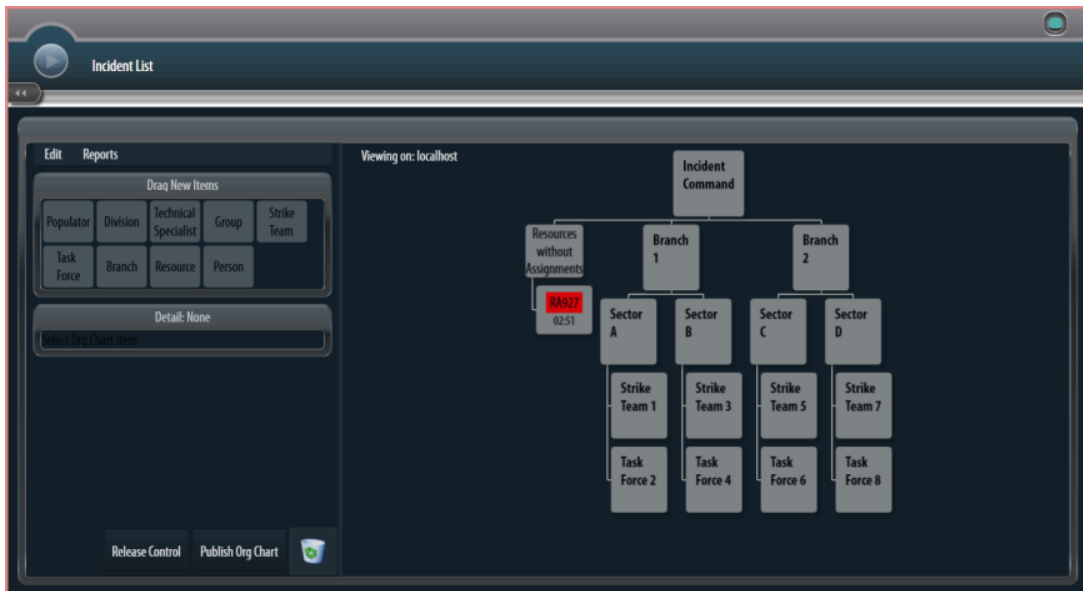 Incident List
Edit Reports
Viewing on: localhost
Drag New Items
Populator
Division
Technical
Specialist
Group
Strike
Team
Task
Force
Branch
Resource
Person
Detail: None
Select Org Chart Item
Release Control
Publish Org Chart
Incident
Command
Resources
without
Assignments
RA927
02:51
Branch
1
Branch
2
Sector
A
Sector
B
Sector
C
Sector
D
Strike
Team 1
Strike
Team 3
Strike
Team 5
Strike
Team 7
Task
Force 2
Task
Force 4
Task
Force 6
Task
Force 8